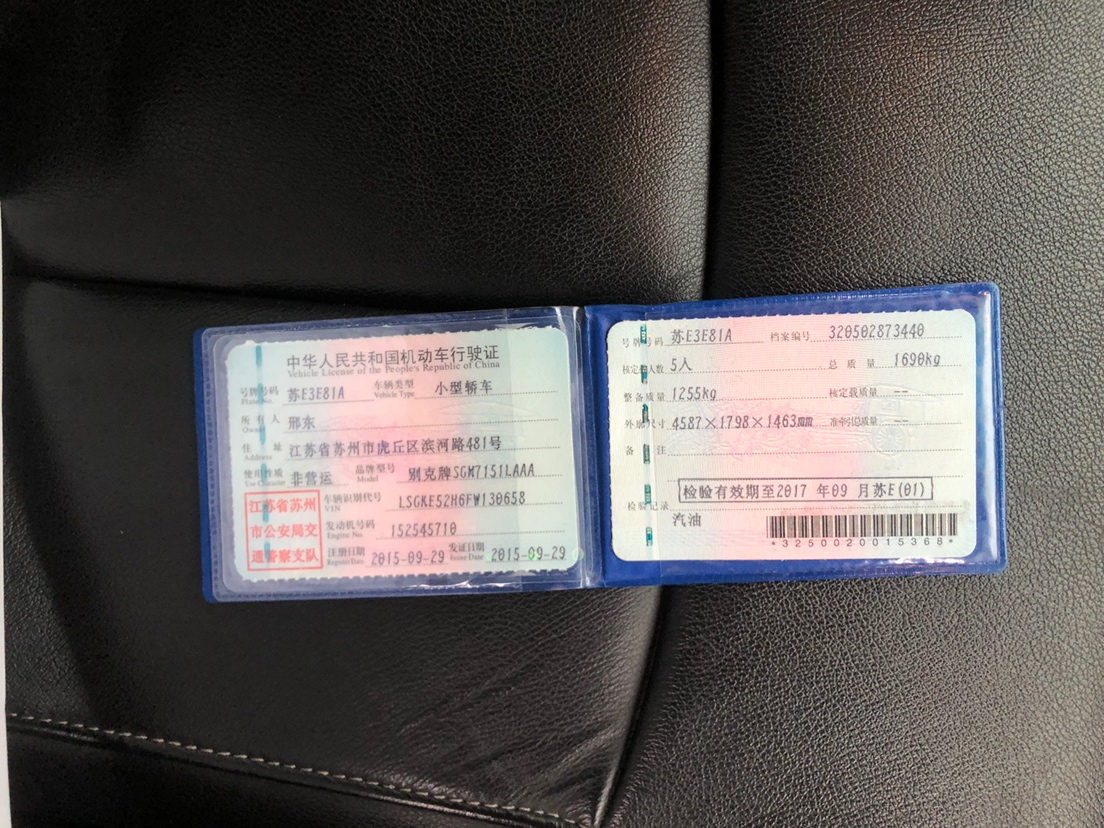 中华人民共和国机动车行驶证
Vehicle License of the People's Republic of China
号牌号码 苏E3E81A 车辆类型 小型轿车
Plate No. Vehicle Type
所有人 邢东
Owner
住址 江苏省苏州市虎丘区滨河路481号
Address
使用性质 非营运 品牌型号 别克牌SGM7151LAAA
Use Character Model
江苏省苏州
市公安局交
通警察支队
车辆识别代号 LSGKE52H6FW130658
VIN
发动机号码 152545710
Engine No.
注册日期 2015-09-29 发证日期 2015-09-29
Register Date Issue Date
号牌号码 苏E3E81A 档案编号 320502873440
核定载人数 5人 总质量 1690kg
整备质量 1255kg 核定载质量 --
外廓尺寸 4587×1798×1463mm 准牵引总质量 --
备注
检验有效期至2017 年09 月苏E(01)
检验记录
汽油
*3250020015368*